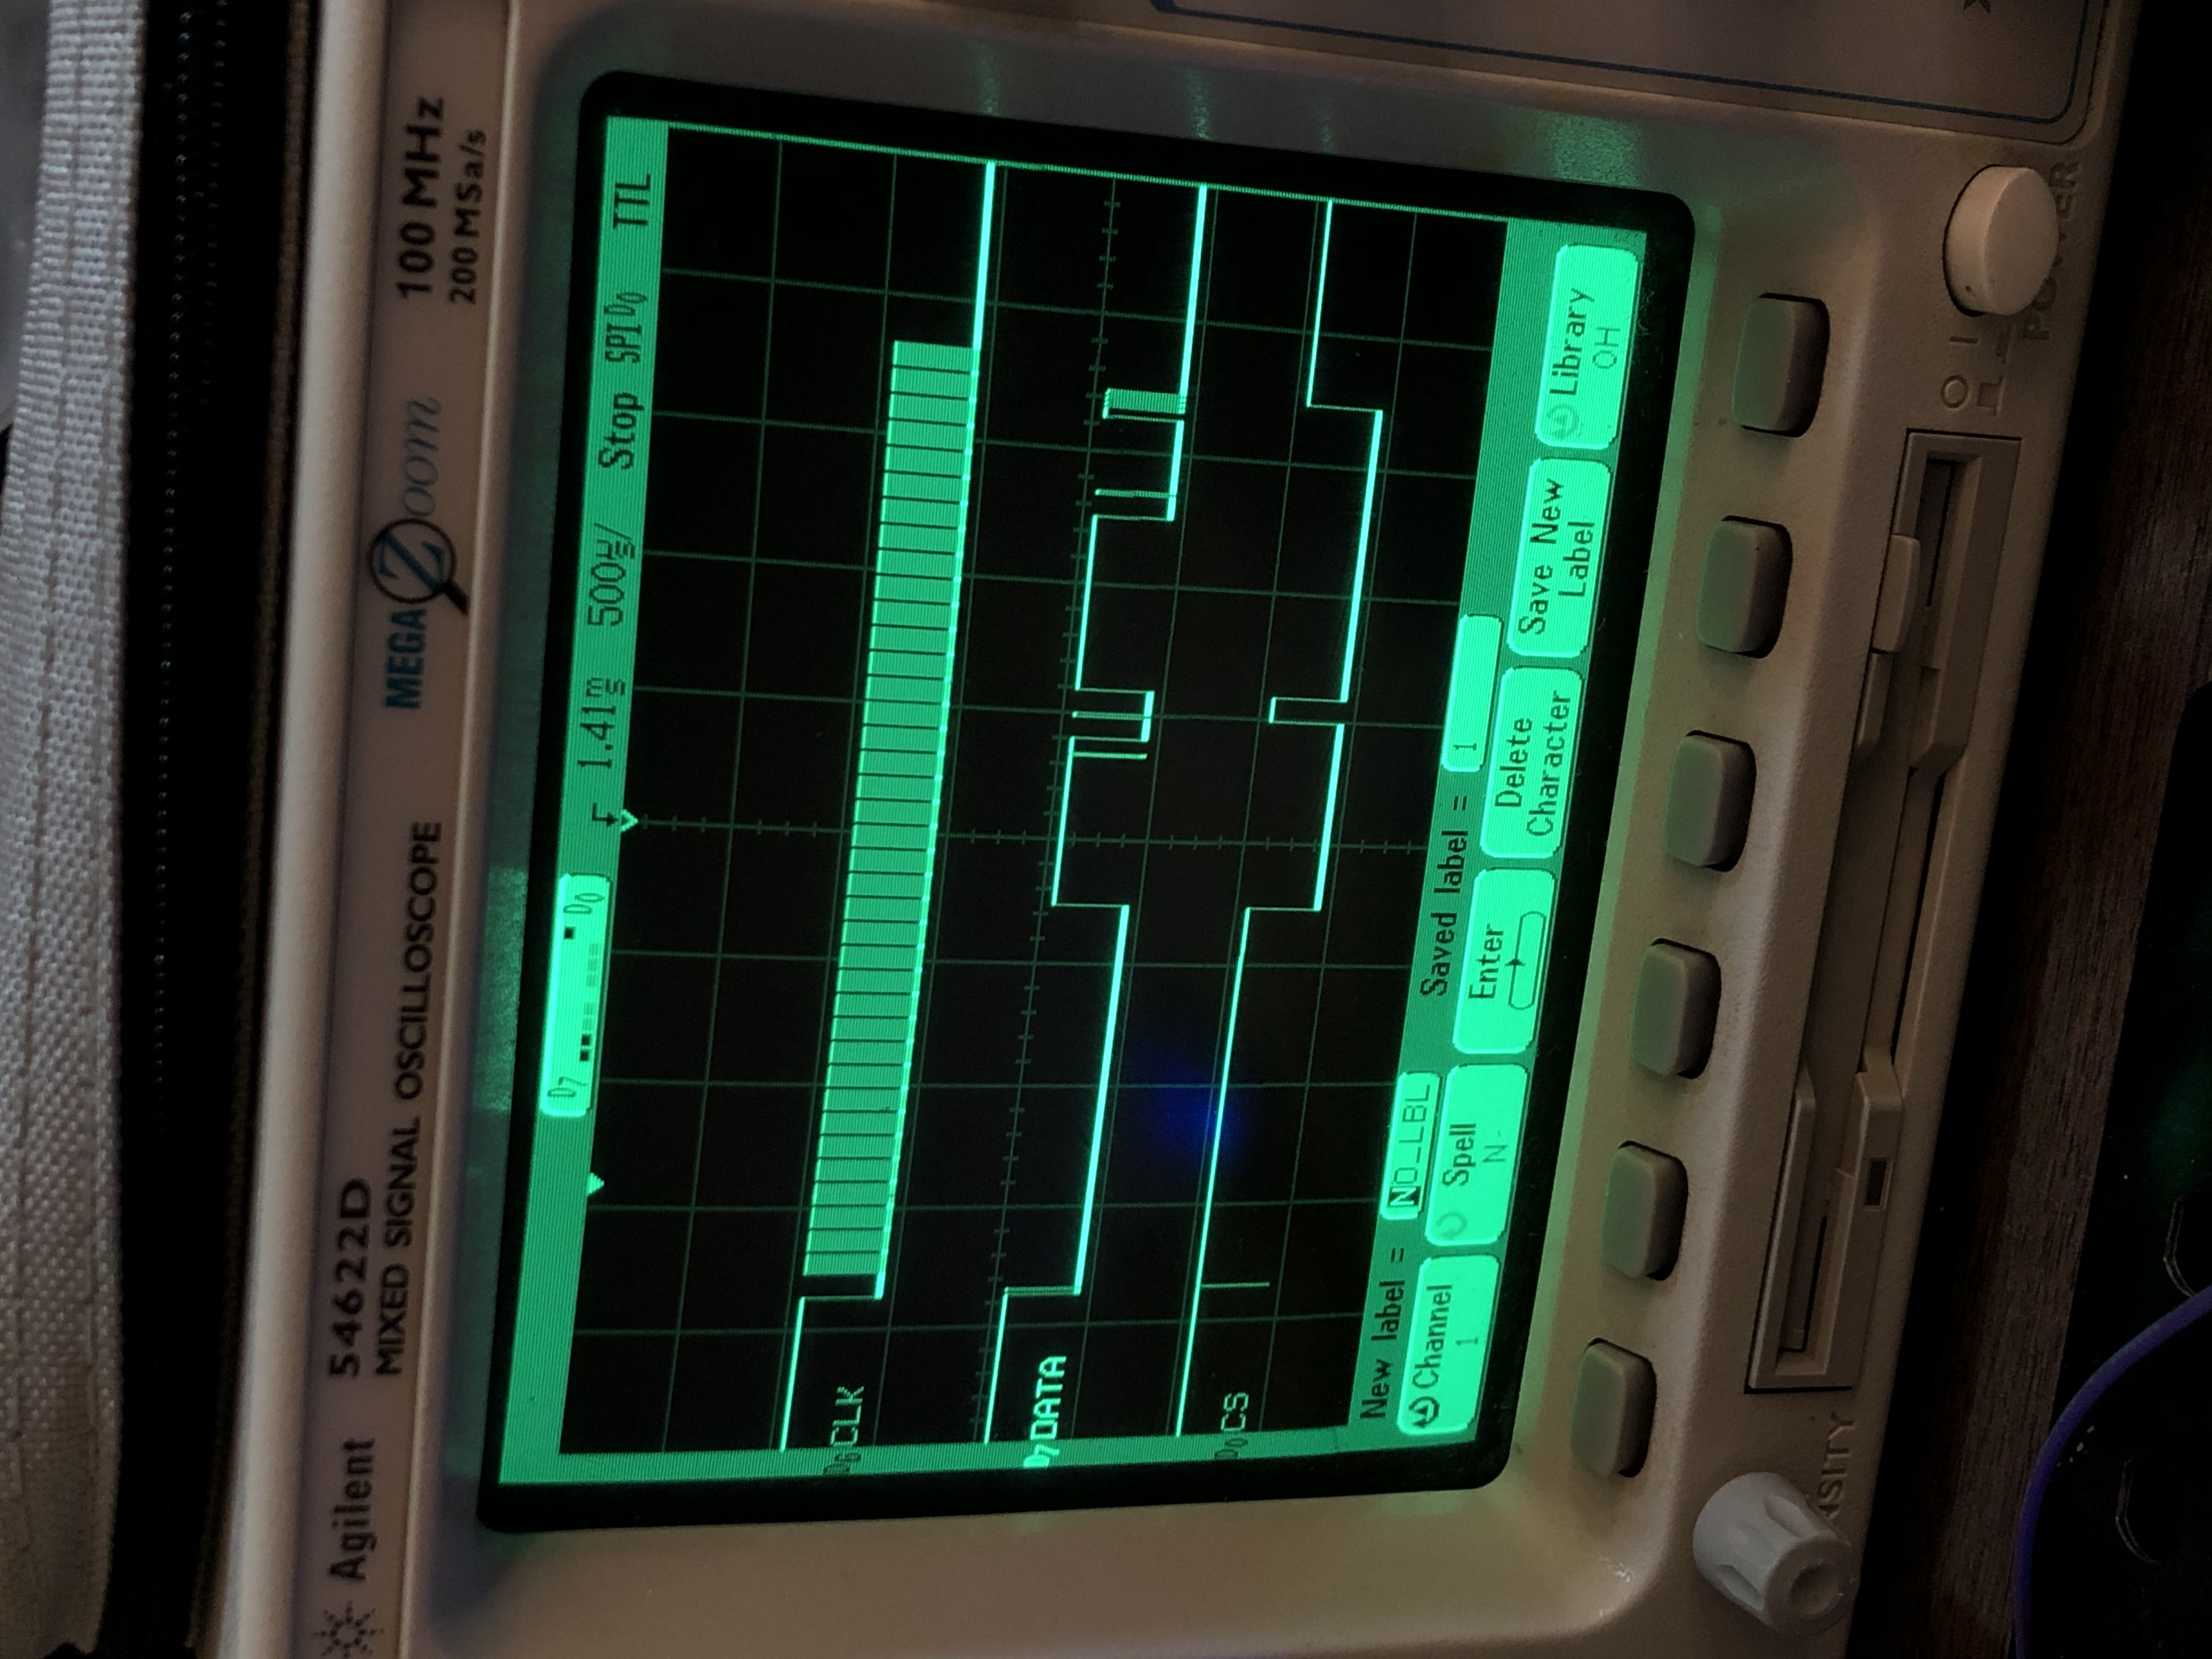 Agilent 54622D
MIXED SIGNAL OSCILLOSCOPE
MEGA Zoom
100 MHz
200 MSa/s
D7 D0 1.41ms 500µs/ Stop SPI D0 TTL
D6 CLK
D7 DATA
D0 CS
New label = NO_LBL Saved label = 1
Channel
1
Spell
N
Enter
Delete
Character
Save New
Label
Library
OH
NSITY
POWER